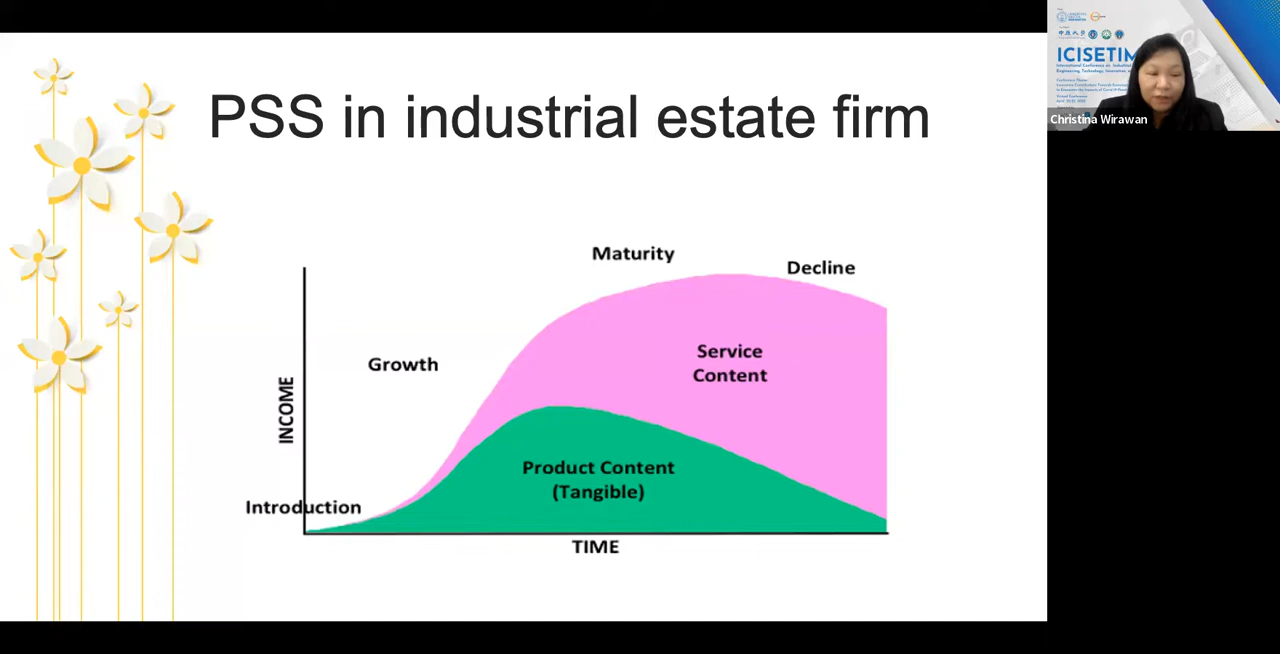 PSS in industrial estate firm
Maturity
Decline
Growth
Service
Content
INCOME
Product Content
(Tangible)
Introduction
TIME
ICISETIM
Christina Wirawan